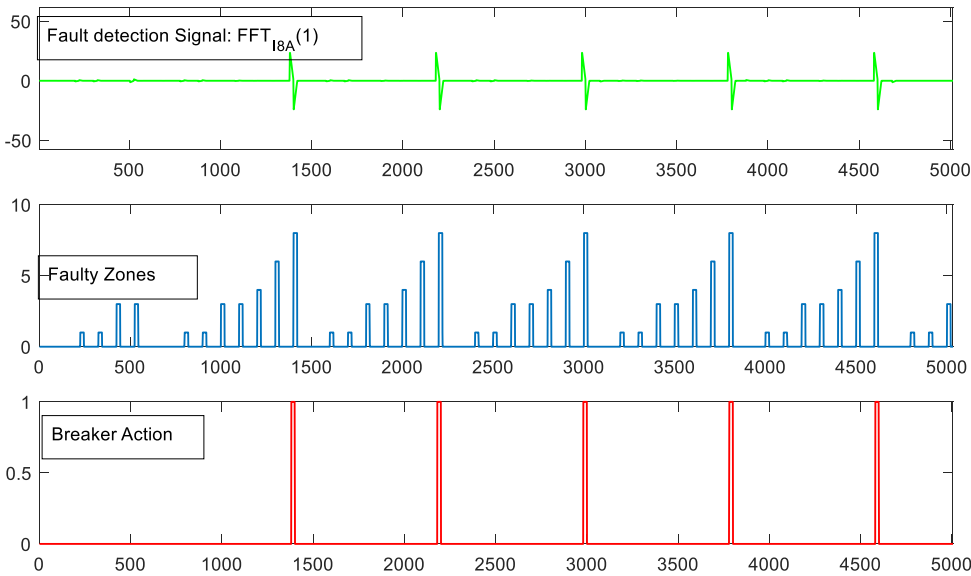 50
0
-50
Fault detection Signal: FFT_I8A(1)
500 1000 1500 2000 2500 3000 3500 4000 4500 5000
10
5
0
Faulty Zones
0 500 1000 1500 2000 2500 3000 3500 4000 4500 5000
1
0.5
0
Breaker Action
0 500 1000 1500 2000 2500 3000 3500 4000 4500 5000